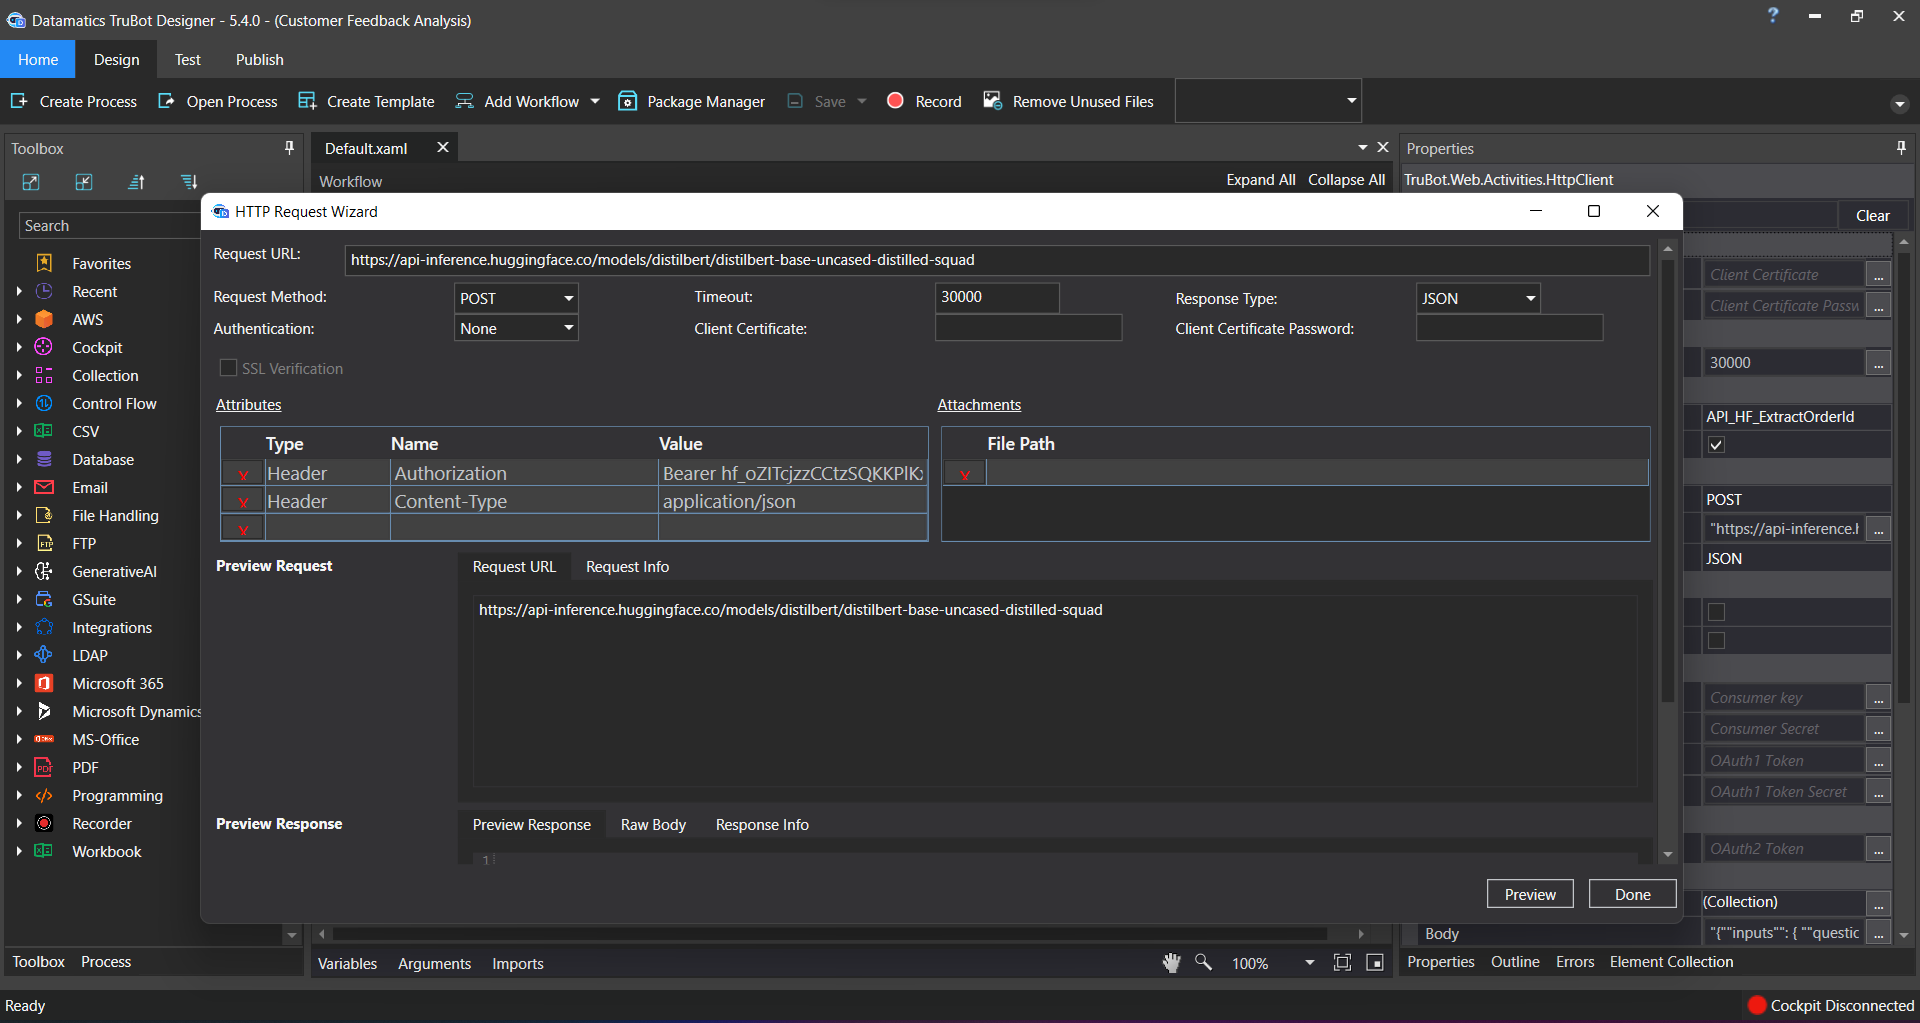 Datamatics TruBot Designer - 5.4.0 - (Customer Feedback Analysis)
?
Home Design Test Publish
Create Process Open Process Create Template Add Workflow Package Manager Save Record Remove Unused Files
Toolbox
Default.xaml
Properties
Workflow
Expand All Collapse All
TruBot.Web.Activities.HttpClient
HTTP Request Wizard
Search
Clear
Request URL:
https://api-inference.huggingface.co/models/distilbert/distilbert-base-uncased-distilled-squad
Request Method: POST Timeout: 30000 Response Type: JSON
Authentication: None Client Certificate: Client Certificate Password:
SSL Verification
Attributes
Attachments
Type Name Value
File Path
x Header Authorization Bearer
x
x Header Content-Type application/json
x
Preview Request
Request URL Request Info
https://api-inference.huggingface.co/models/distilbert/distilbert-base-uncased-distilled-squad
Preview Response
Preview Response Raw Body Response Info
1
Preview Done
Favorites
Recent
AWS
Cockpit
Collection
Control Flow
CSV
Database
Email
File Handling
FTP
GenerativeAI
GSuite
Integrations
LDAP
Microsoft 365
Microsoft Dynamics
MS-Office
PDF
Programming
Recorder
Workbook
Client Certificate ...
Client Certificate Passw ...
30000 ...
API_HF_ExtractOrderId
POST
"https://api-inference.h ...
JSON
Consumer key ...
Consumer Secret ...
OAuth1 Token ...
OAuth1 Token Secret ...
OAuth2 Token ...
(Collection) ...
Body "{""inputs"": { ""questic ...
Toolbox Process
Variables Arguments Imports
100%
Properties Outline Errors Element Collection
Ready
Cockpit Disconnected